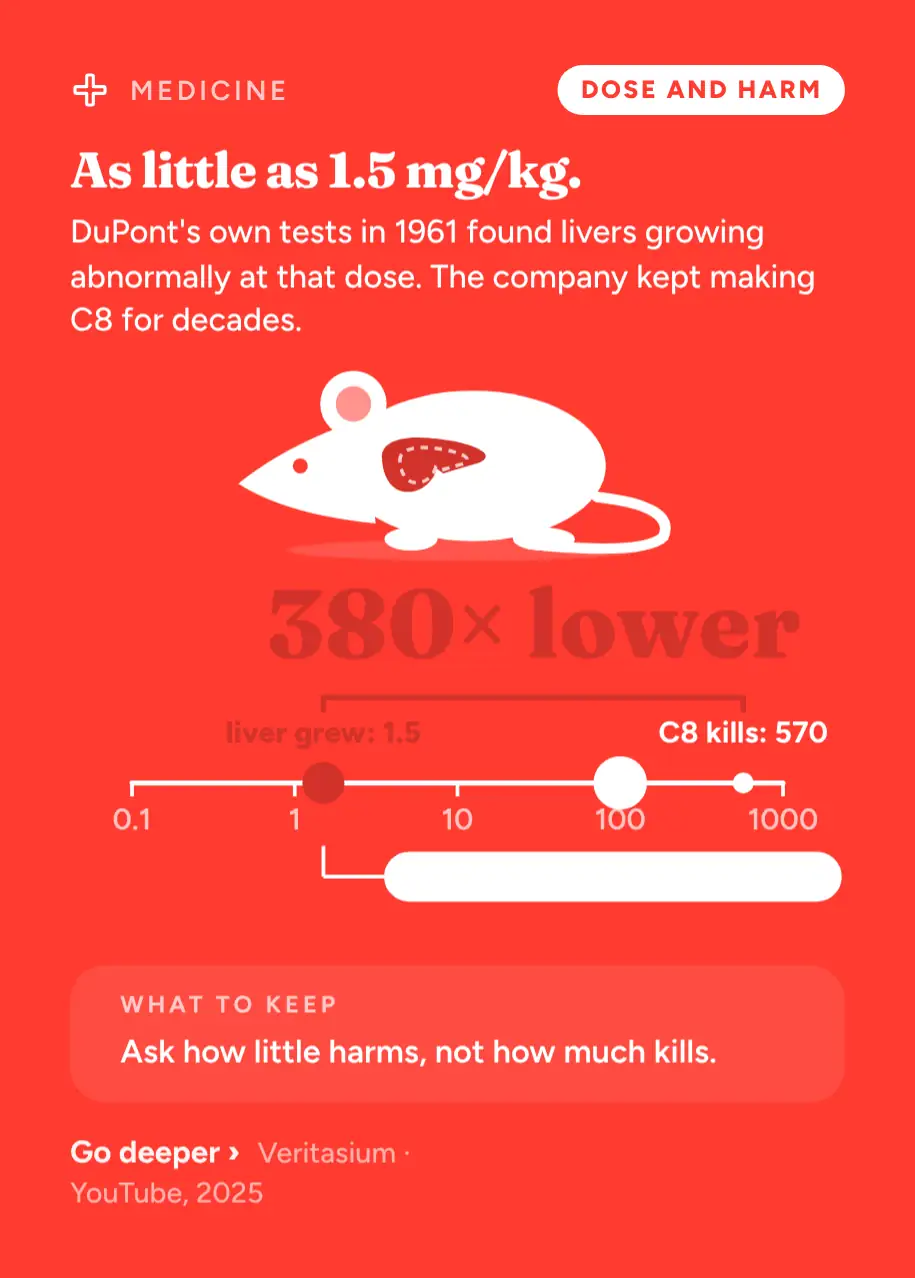 MEDICINE
DOSE AND HARM
As little as 1.5 mg/kg.
DuPont's own tests in 1961 found livers growing
abnormally at that dose. The company kept making
C8 for decades.
380× lower
liver grew: 1.5
C8 kills: 570
0.1
1
10
100
1000
WHAT TO KEEP
Ask how little harms, not how much kills.
Go deeper › Veritasium ·
YouTube, 2025